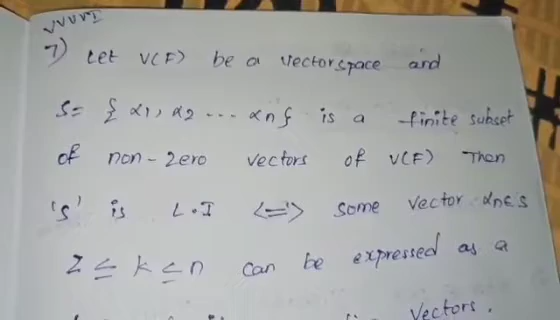 VVVVI
7) Let V(F) be a vectorspace and
S= { α1, α2 ... αn } is a finite subset
of non-zero vectors of V(F) Then
's' is L.I <=> some vector αn∈s
2 ≤ k ≤ n can be expressed as a
vectors.